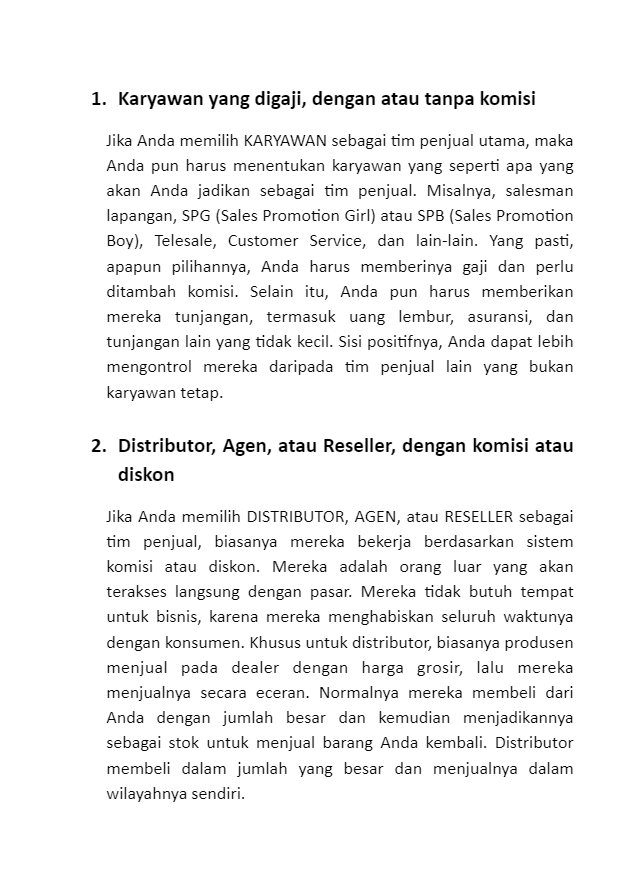 1. Karyawan yang digaji, dengan atau tanpa komisi
Jika Anda memilih KARYAWAN sebagai tim penjual utama, maka
Anda pun harus menentukan karyawan yang seperti apa yang
akan Anda jadikan sebagai tim penjual. Misalnya, salesman
lapangan, SPG (Sales Promotion Girl) atau SPB (Sales Promotion
Boy), Telesale, Customer Service, dan lain-lain. Yang pasti,
apapun pilihannya, Anda harus memberinya gaji dan perlu
ditambah komisi. Selain itu, Anda pun harus memberikan
mereka tunjangan, termasuk uang lembur, asuransi, dan
tunjangan lain yang tidak kecil. Sisi positifnya, Anda dapat lebih
mengontrol mereka daripada tim penjual lain yang bukan
karyawan tetap.
2. Distributor, Agen, atau Reseller, dengan komisi atau
diskon
Jika Anda memilih DISTRIBUTOR, AGEN, atau RESELLER sebagai
tim penjual, biasanya mereka bekerja berdasarkan sistem
komisi atau diskon. Mereka adalah orang luar yang akan
terakses langsung dengan pasar. Mereka tidak butuh tempat
untuk bisnis, karena mereka menghabiskan seluruh waktunya
dengan konsumen. Khusus untuk distributor, biasanya produsen
menjual pada dealer dengan harga grosir, lalu mereka
menjualnya secara eceran. Normalnya mereka membeli dari
Anda dengan jumlah besar dan kemudian menjadikannya
sebagai stok untuk menjual barang Anda kembali. Distributor
membeli dalam jumlah yang besar dan menjualnya dalam
wilayahnya sendiri.